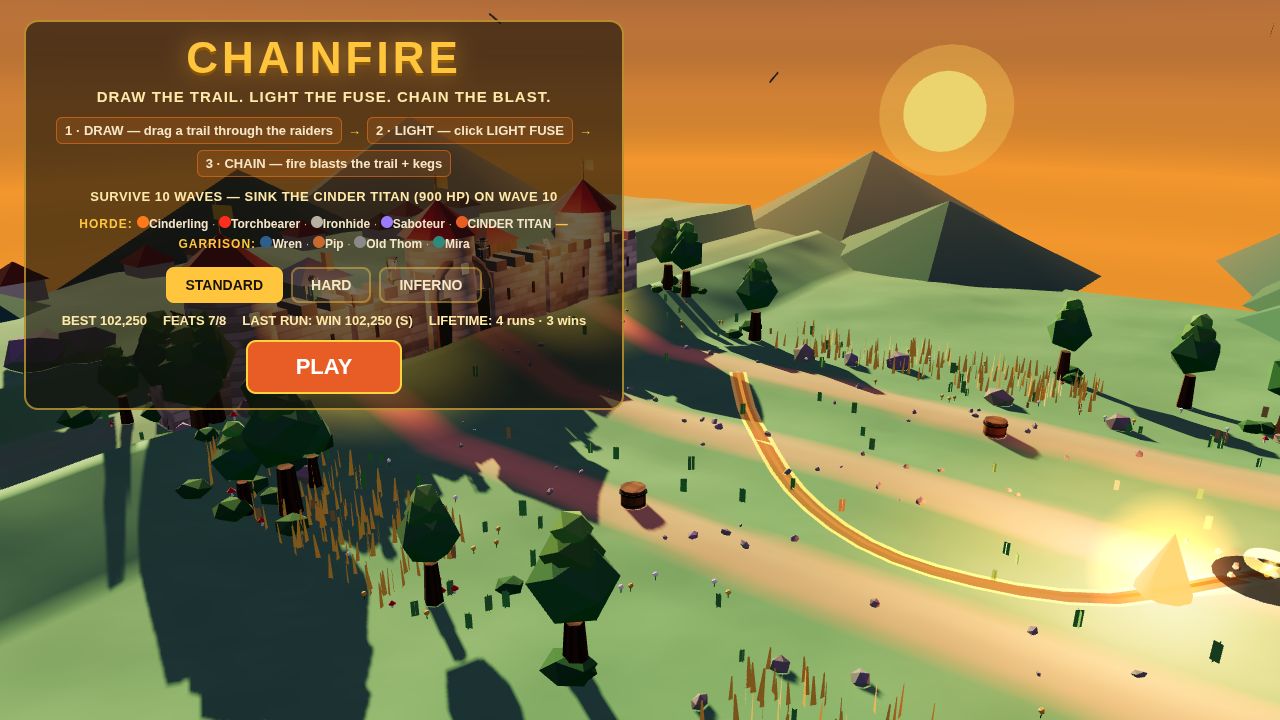 CHAINFIRE
DRAW THE TRAIL. LIGHT THE FUSE. CHAIN THE BLAST.
1 · DRAW — drag a trail through the raiders → 2 · LIGHT — click LIGHT FUSE →
3 · CHAIN — fire blasts the trail + kegs
SURVIVE 10 WAVES — SINK THE CINDER TITAN (900 HP) ON WAVE 10
HORDE: Cinderling · Torchbearer · Ironhide · Saboteur · CINDER TITAN —
GARRISON: Wren · Pip · Old Thom · Mira
STANDARD HARD INFERNO
BEST 102,250 FEATS 7/8 LAST RUN: WIN 102,250 (S) LIFETIME: 4 runs · 3 wins
PLAY